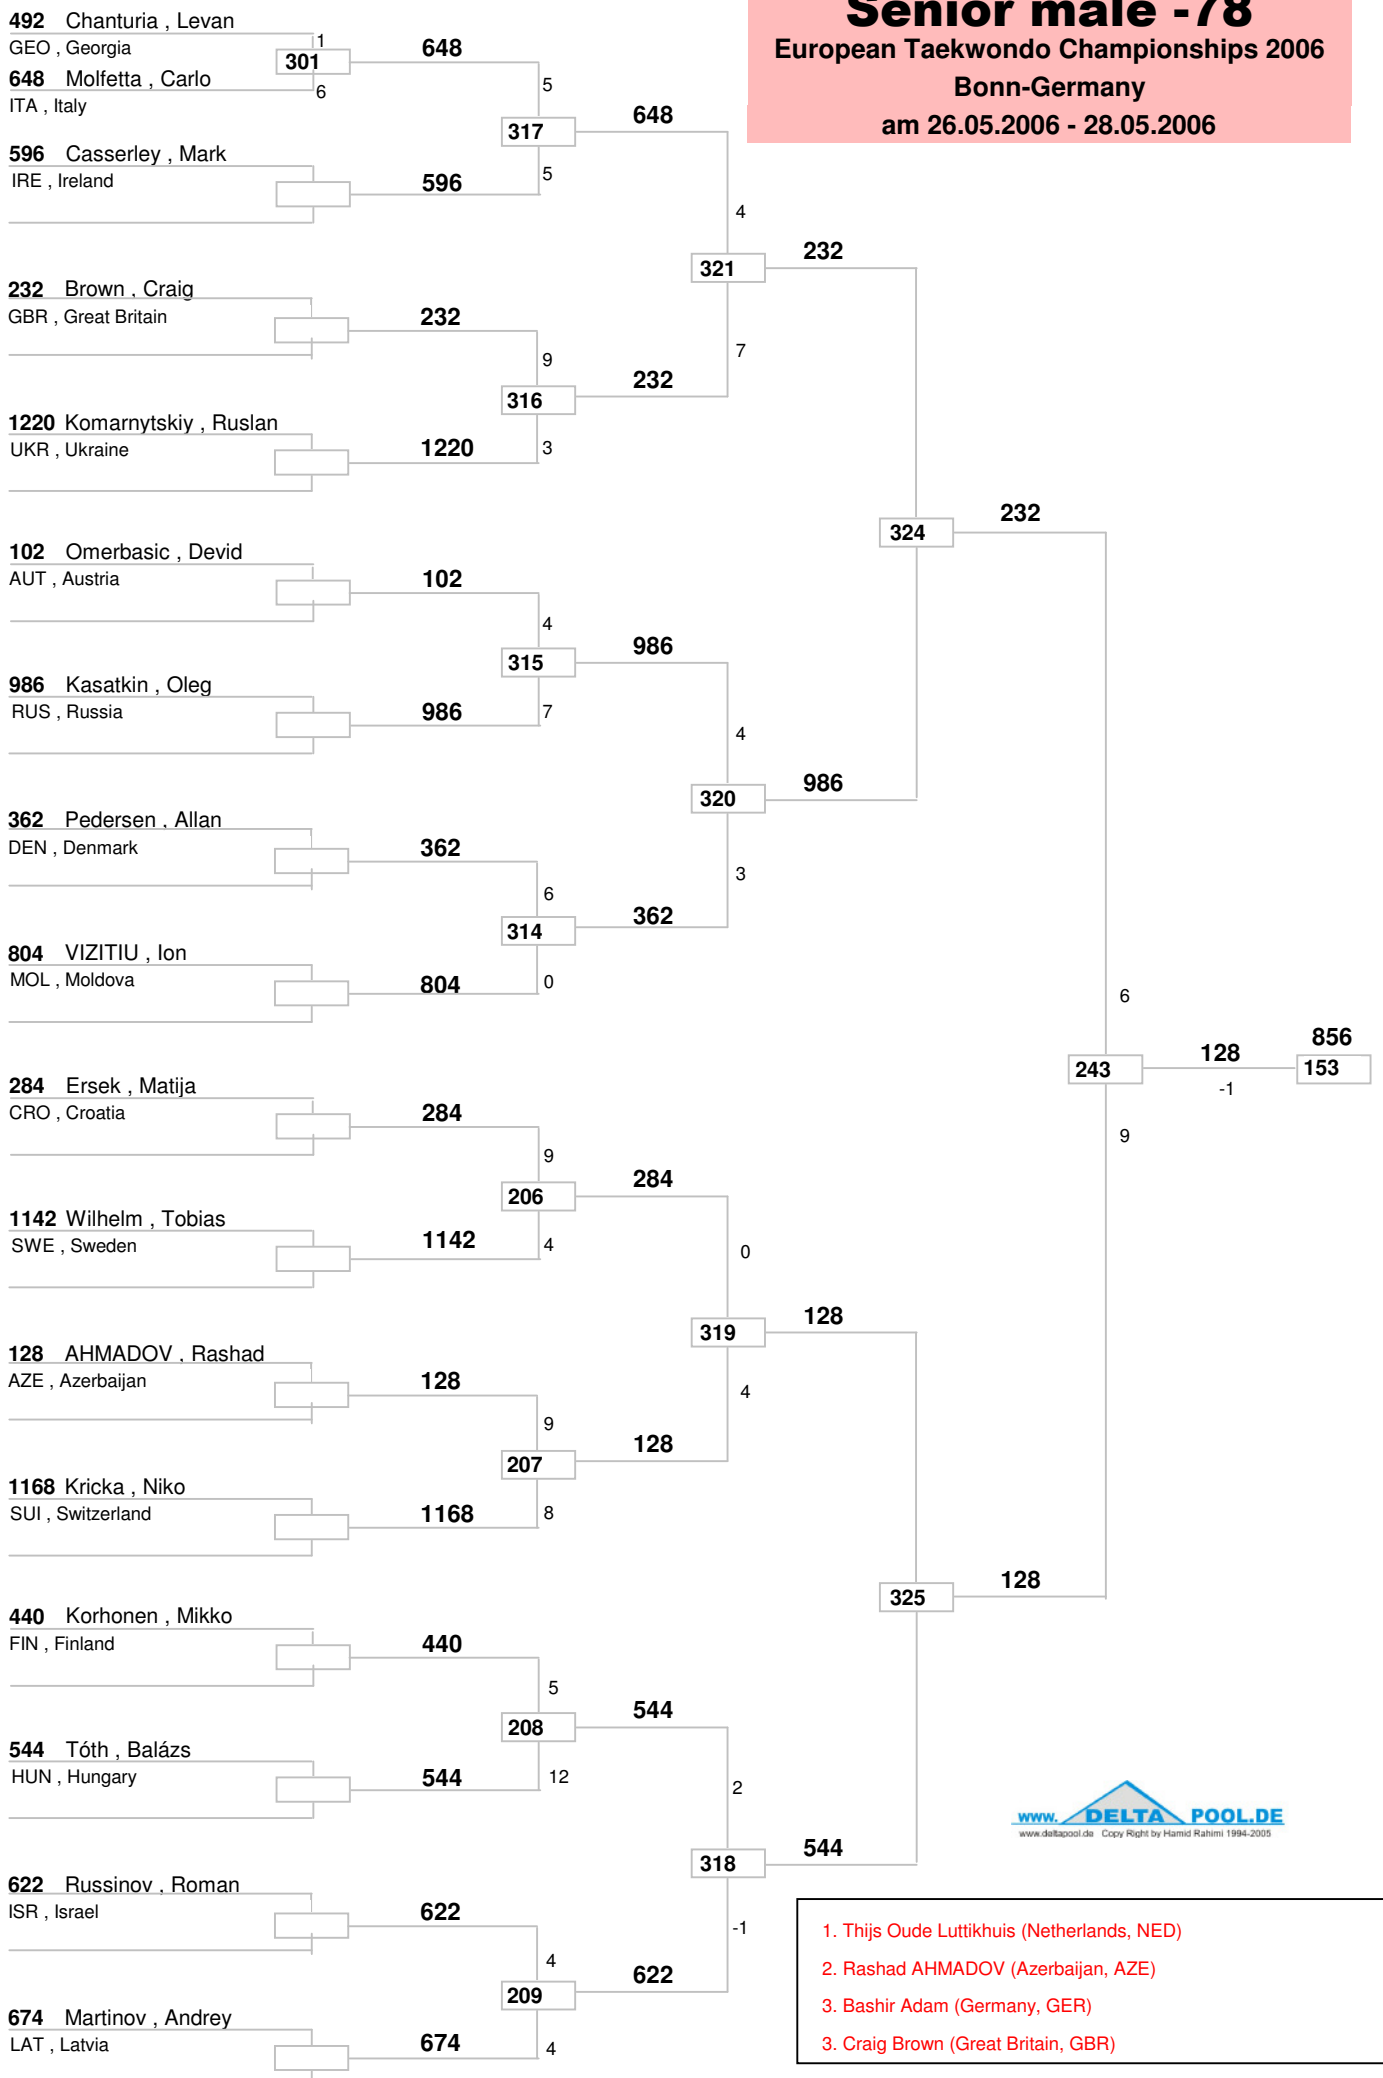 Senior male -78
European Taekwondo Championships 2006
Bonn-Germany
am 26.05.2006 - 28.05.2006
492 Chanturia , Levan
GEO , Georgia
1
301
648
648 Molfetta , Carlo
6
ITA , Italy
5
317
648
596 Casserley , Mark
IRE , Ireland
596
5
4
321
232
232 Brown , Craig
GBR , Great Britain
232
9
7
316
232
1220 Komarnytskiy , Ruslan
UKR , Ukraine
1220
3
324
232
102 Omerbasic , Devid
AUT , Austria
102
4
315
986
986 Kasatkin , Oleg
RUS , Russia
986
7
4
320
986
362 Pedersen , Allan
DEN , Denmark
362
3
6
314
362
804 VIZITIU , Ion
MOL , Moldova
804
0
6
243
128
-1
856
153
9
284 Ersek , Matija
CRO , Croatia
284
9
206
284
1142 Wilhelm , Tobias
SWE , Sweden
1142
4
0
319
128
128 AHMADOV , Rashad
AZE , Azerbaijan
128
4
9
207
128
1168 Kricka , Niko
SUI , Switzerland
1168
8
325
128
440 Korhonen , Mikko
FIN , Finland
440
5
208
544
544 Tóth , Balázs
HUN , Hungary
544
12
2
318
544
622 Russinov , Roman
ISR , Israel
622
-1
4
209
622
674 Martinov , Andrey
LAT , Latvia
674
4
www. DELTA POOL.DE
www.deltapool.de Copy Right by Hamid Rahimi 1994-2005
1. Thijs Oude Luttikhuis (Netherlands, NED)
2. Rashad AHMADOV (Azerbaijan, AZE)
3. Bashir Adam (Germany, GER)
3. Craig Brown (Great Britain, GBR)